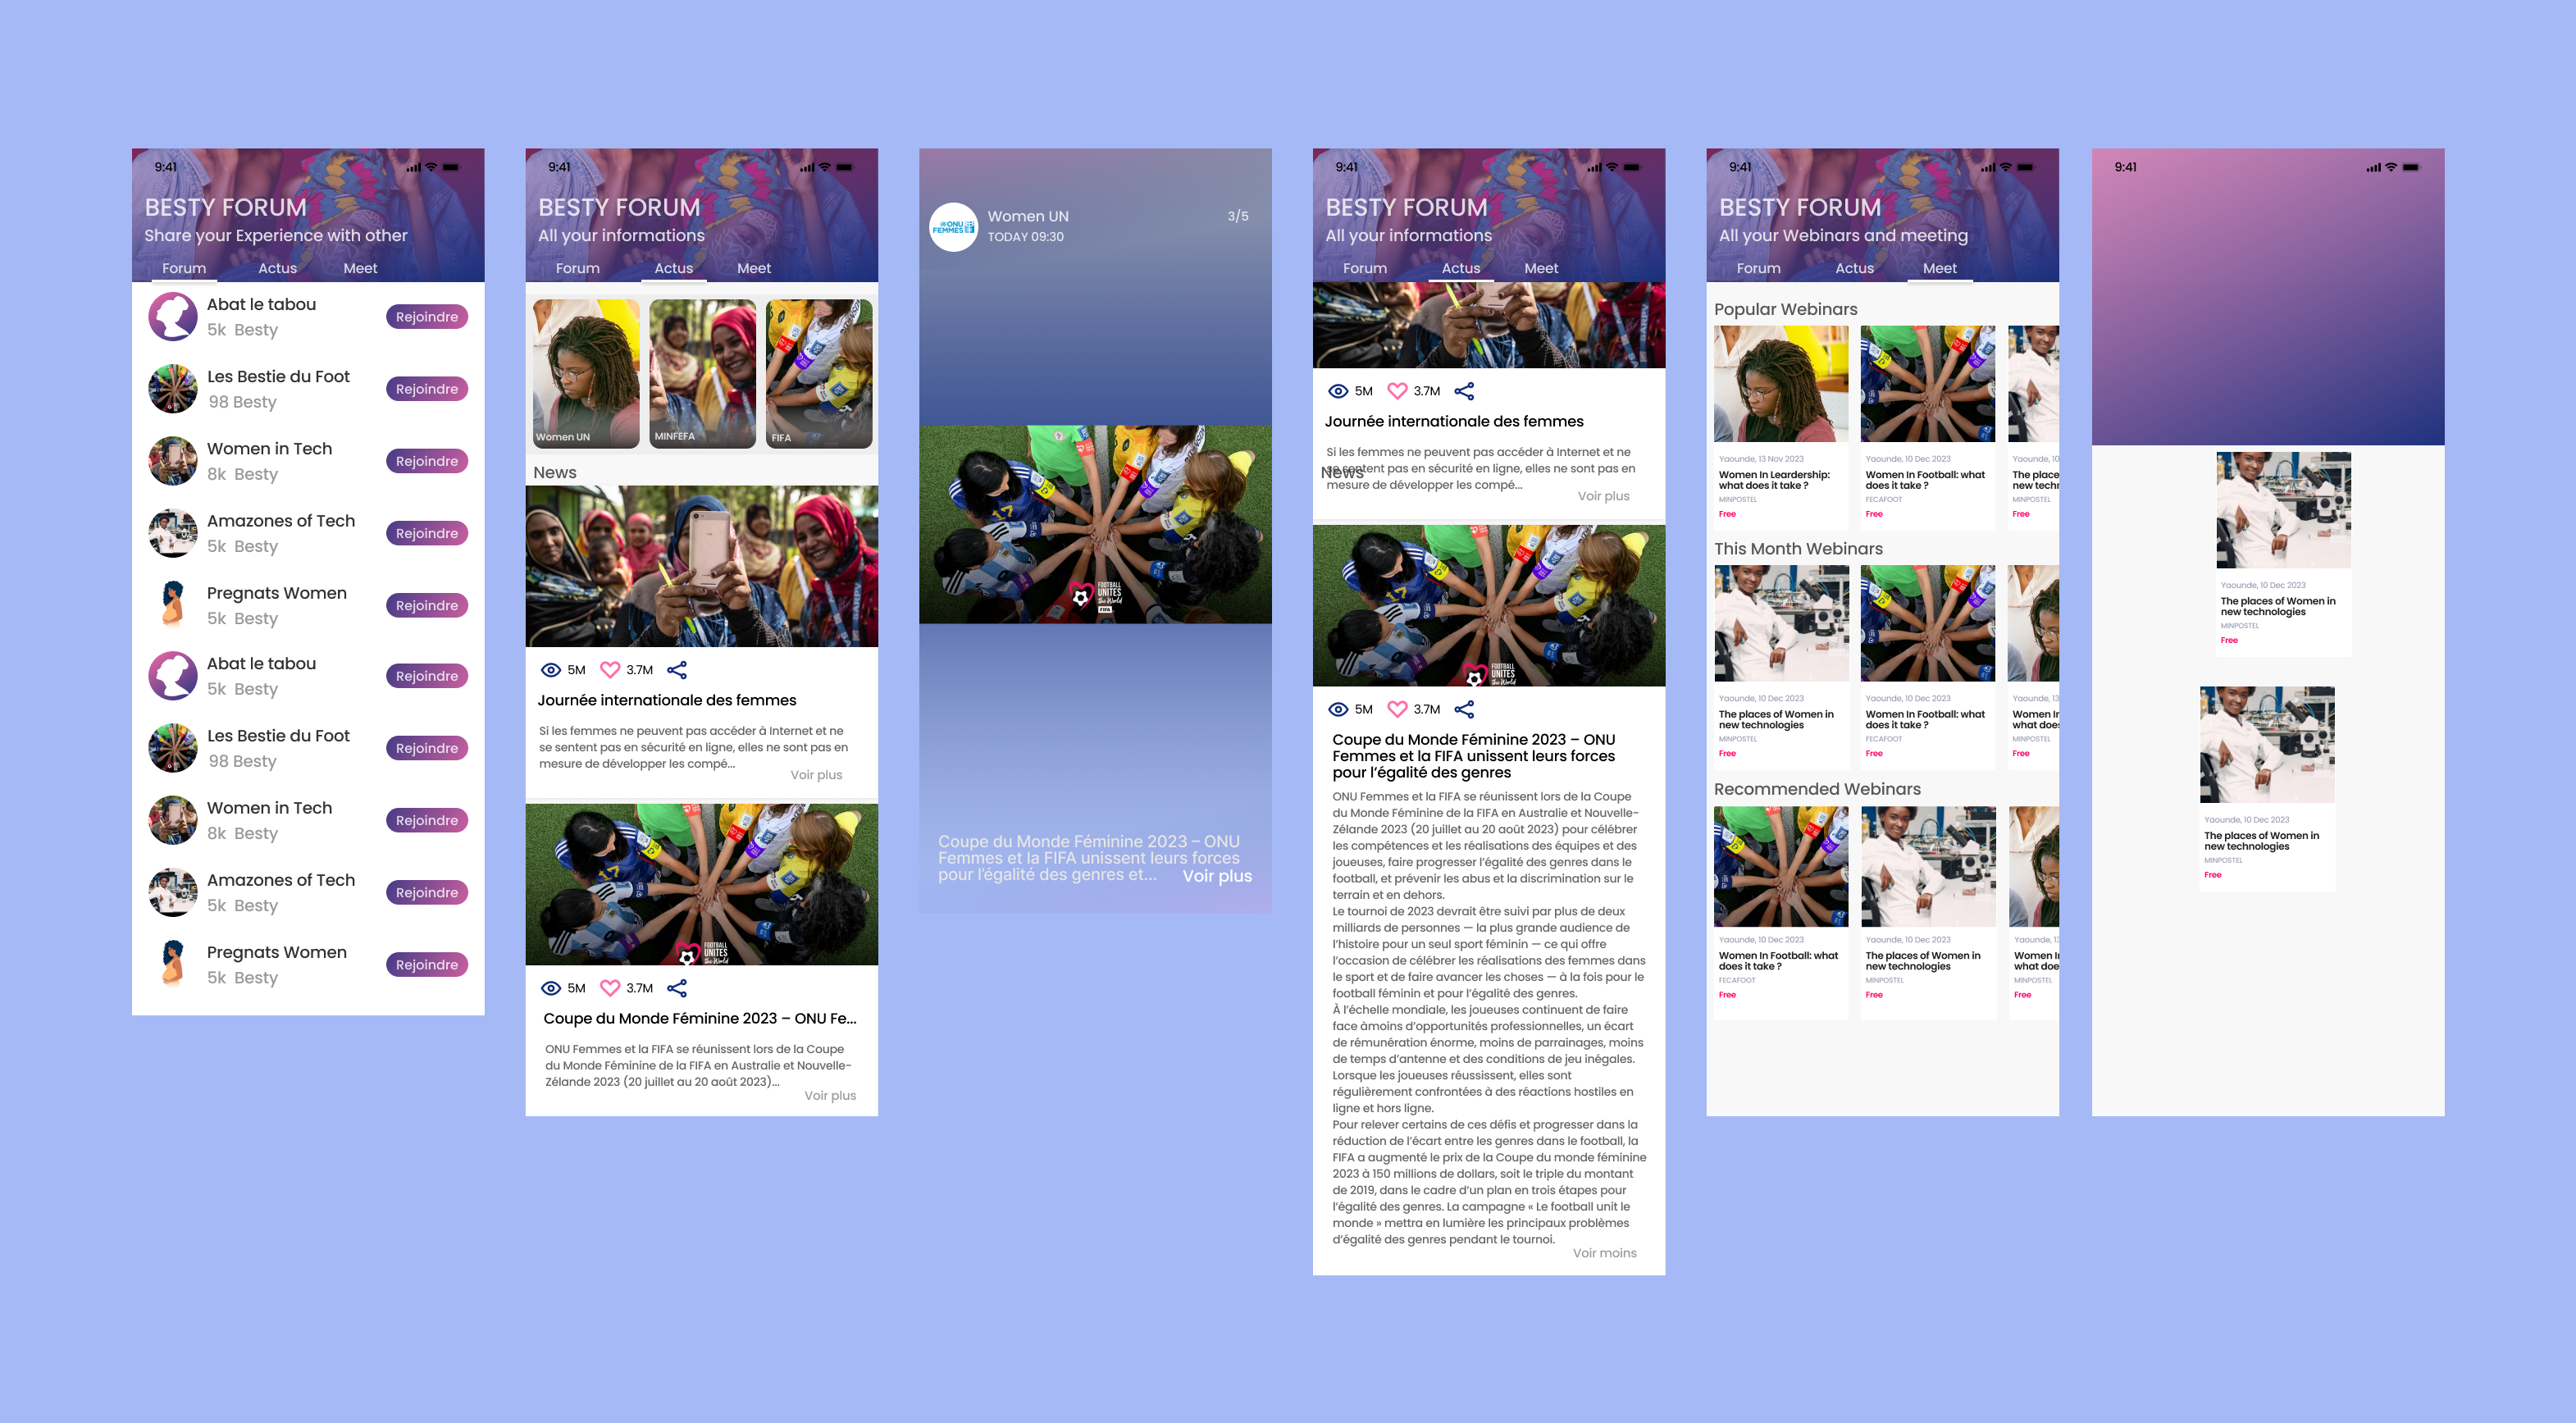 9:41
BESTY FORUM
Share your Experience with other
Forum Actus Meet
Abat le tabou
5k Besty
Rejoindre
Les Bestie du Foot
98 Besty
Rejoindre
Women in Tech
8k Besty
Rejoindre
Amazones of Tech
5k Besty
Rejoindre
Pregnats Women
5k Besty
Rejoindre
Abat le tabou
5k Besty
Rejoindre
Les Bestie du Foot
98 Besty
Rejoindre
Women in Tech
8k Besty
Rejoindre
Amazones of Tech
5k Besty
Rejoindre
Pregnats Women
5k Besty
Rejoindre
9:41
BESTY FORUM
All your informations
Forum Actus Meet
Women UN
MINFEFA
FIFA
News
5M 3.7M
Journée internationale des femmes
Si les femmes ne peuvent pas accéder à Internet et ne
se sentent pas en sécurité en ligne, elles ne sont pas en
mesure de développer les compé...
Voir plus
FOOTBALL
UNITES
the World
5M 3.7M
Coupe du Monde Féminine 2023 – ONU Fe...
ONU Femmes et la FIFA se réunissent lors de la Coupe
du Monde Féminine de la FIFA en Australie et Nouvelle-
Zélande 2023 (20 juillet au 20 août 2023)...
Voir plus
ONU
FEMMES
Women UN
TODAY 09:30
3/5
17
FOOTBALL
UNITES
the World
FIFA
Coupe du Monde Féminine 2023 – ONU
Femmes et la FIFA unissent leurs forces
pour l’égalité des genres et...
Voir plus
9:41
BESTY FORUM
All your informations
Forum Actus Meet
5M 3.7M
Journée internationale des femmes
Si les femmes ne peuvent pas accéder à Internet et ne
se sentent pas en sécurité en ligne, elles ne sont pas en
News
mesure de développer les compé...
Voir plus
17
FOOTBALL
UNITES
the World
5M 3.7M
Coupe du Monde Féminine 2023 – ONU
Femmes et la FIFA unissent leurs forces
pour l’égalité des genres
ONU Femmes et la FIFA se réunissent lors de la Coupe
du Monde Féminine de la FIFA en Australie et Nouvelle-
Zélande 2023 (20 juillet au 20 août 2023) pour célébrer
les compétences et les réalisations des équipes et des
joueuses, faire progresser l’égalité des genres dans le
football, et prévenir les abus et la discrimination sur le
terrain et en dehors.
Le tournoi de 2023 devrait être suivi par plus de deux
milliards de personnes — la plus grande audience de
l’histoire pour un seul sport féminin — ce qui offre
l’occasion de célébrer les réalisations des femmes dans
le sport et de faire avancer les choses — à la fois pour le
football féminin et pour l’égalité des genres.
À l’échelle mondiale, les joueuses continuent de faire
face àmoins d’opportunités professionnelles, un écart
de rémunération énorme, moins de parrainages, moins
de temps d’antenne et des conditions de jeu inégales.
Lorsque les joueuses réussissent, elles sont
régulièrement confrontées à des réactions hostiles en
ligne et hors ligne.
Pour relever certains de ces défis et progresser dans la
réduction de l’écart entre les genres dans le football, la
FIFA a augmenté le prix de la Coupe du monde féminine
2023 à 150 millions de dollars, soit le triple du montant
de 2019, dans le cadre d’un plan en trois étapes pour
l’égalité des genres. La campagne « Le football unit le
monde » mettra en lumière les principaux problèmes
d’égalité des genres pendant le tournoi.
Voir moins
9:41
BESTY FORUM
All your Webinars and meeting
Forum Actus Meet
Popular Webinars
Yaounde, 13 Nov 2023
Women In Leardership:
what does it take ?
MINPOSTEL
Free
Yaounde, 10 Dec 2023
Women In Football: what
does it take ?
FECAFOOT
Free
Yaounde, 10
The place
new techr
MINPOSTEL
Free
This Month Webinars
Yaounde, 10 Dec 2023
The places of Women in
new technologies
MINPOSTEL
Free
Yaounde, 10 Dec 2023
Women In Football: what
does it take ?
FECAFOOT
Free
Yaounde, 13
Women In
what does
MINPOSTEL
Free
Recommended Webinars
Yaounde, 10 Dec 2023
Women In Football: what
does it take ?
FECAFOOT
Free
Yaounde, 10 Dec 2023
The places of Women in
new technologies
MINPOSTEL
Free
Yaounde, 13
Women In
what doe
MINPOSTEL
Free
9:41
Yaounde, 10 Dec 2023
The places of Women in
new technologies
MINPOSTEL
Free
Yaounde, 10 Dec 2023
The places of Women in
new technologies
MINPOSTEL
Free